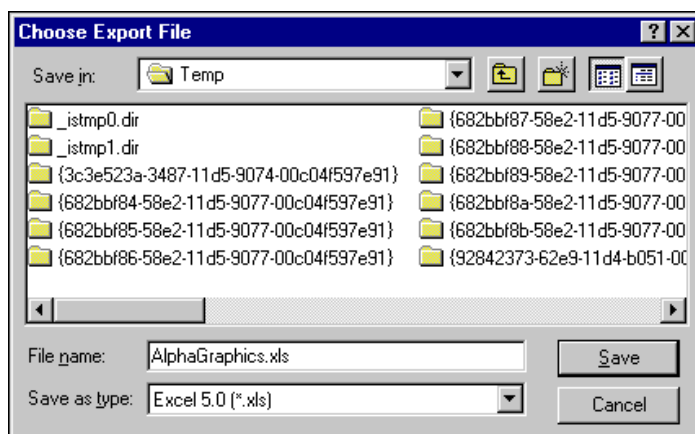 Choose Export File
Save in: Temp
_istmp0.dir
_istmp1.dir
{3c3e523a-3487-11d5-9074-00c04f597e91}
{682bbf84-58e2-11d5-9077-00c04f597e91}
{682bbf85-58e2-11d5-9077-00c04f597e91}
{682bbf86-58e2-11d5-9077-00c04f597e91}
{682bbf87-58e2-11d5-9077-00
{682bbf88-58e2-11d5-9077-00
{682bbf89-58e2-11d5-9077-00
{682bbf8a-58e2-11d5-9077-00
{682bbf8b-58e2-11d5-9077-00
{92842373-62e9-11d4-b051-00
File name: AlphaGraphics.xls
Save
Save as type: Excel 5.0 (*.xls)
Cancel